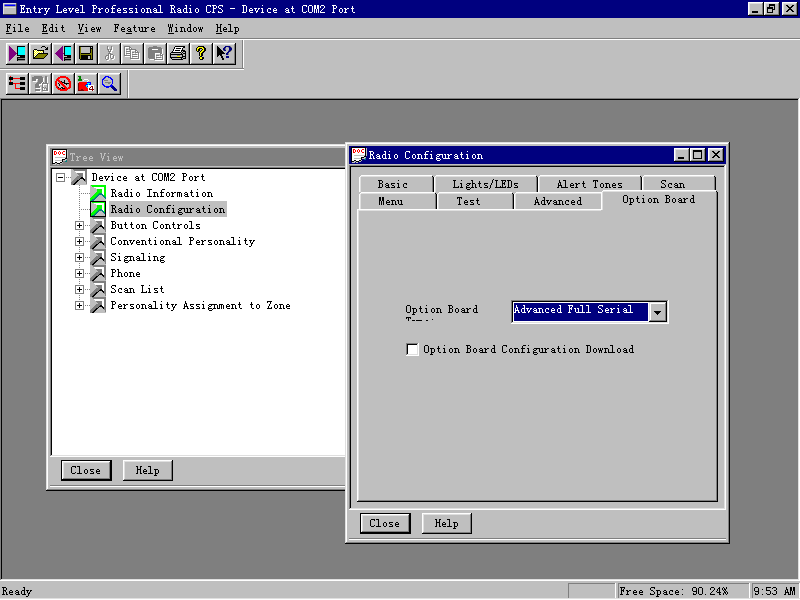 Entry Level Professional Radio CPS - Device at COM2 Port
File Edit View Feature Window Help
Tree View
Device at COM2 Port
Radio Information
Radio Configuration
Button Controls
Conventional Personality
Signaling
Phone
Scan List
Personality Assignment to Zone
Close Help
Radio Configuration
Basic Lights/LEDs Alert Tones Scan
Menu Test Advanced Option Board
Option Board
Advanced Full Serial
Option Board Configuration Download
Close Help
Ready Free Space: 90.24% 9:53 AM